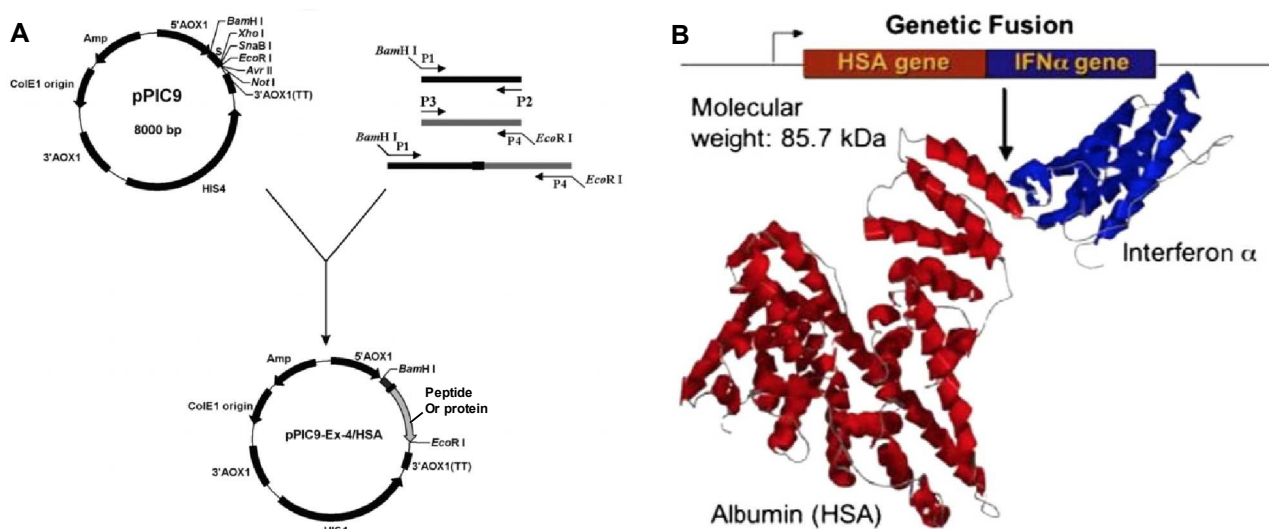 A
5'AOX1
BamH I
Xho I
S
SnaB I
EcoR I
Avr II
Not I
3'AOX1(TT)
Amp
ColE1 origin
pPIC9
8000 bp
3'AOX1
HIS4
BamH I
P1
P2
P3
P4
EcoR I
BamH I
P1
P4
EcoR I
5'AOX1
BamH I
Amp
Peptide
Or protein
ColE1 origin
pPIC9-Ex-4/HSA
EcoR I
3'AOX1
3'AOX1(TT)
B
Genetic Fusion
HSA gene
IFNα gene
Molecular
weight: 85.7 kDa
Interferon α
Albumin (HSA)